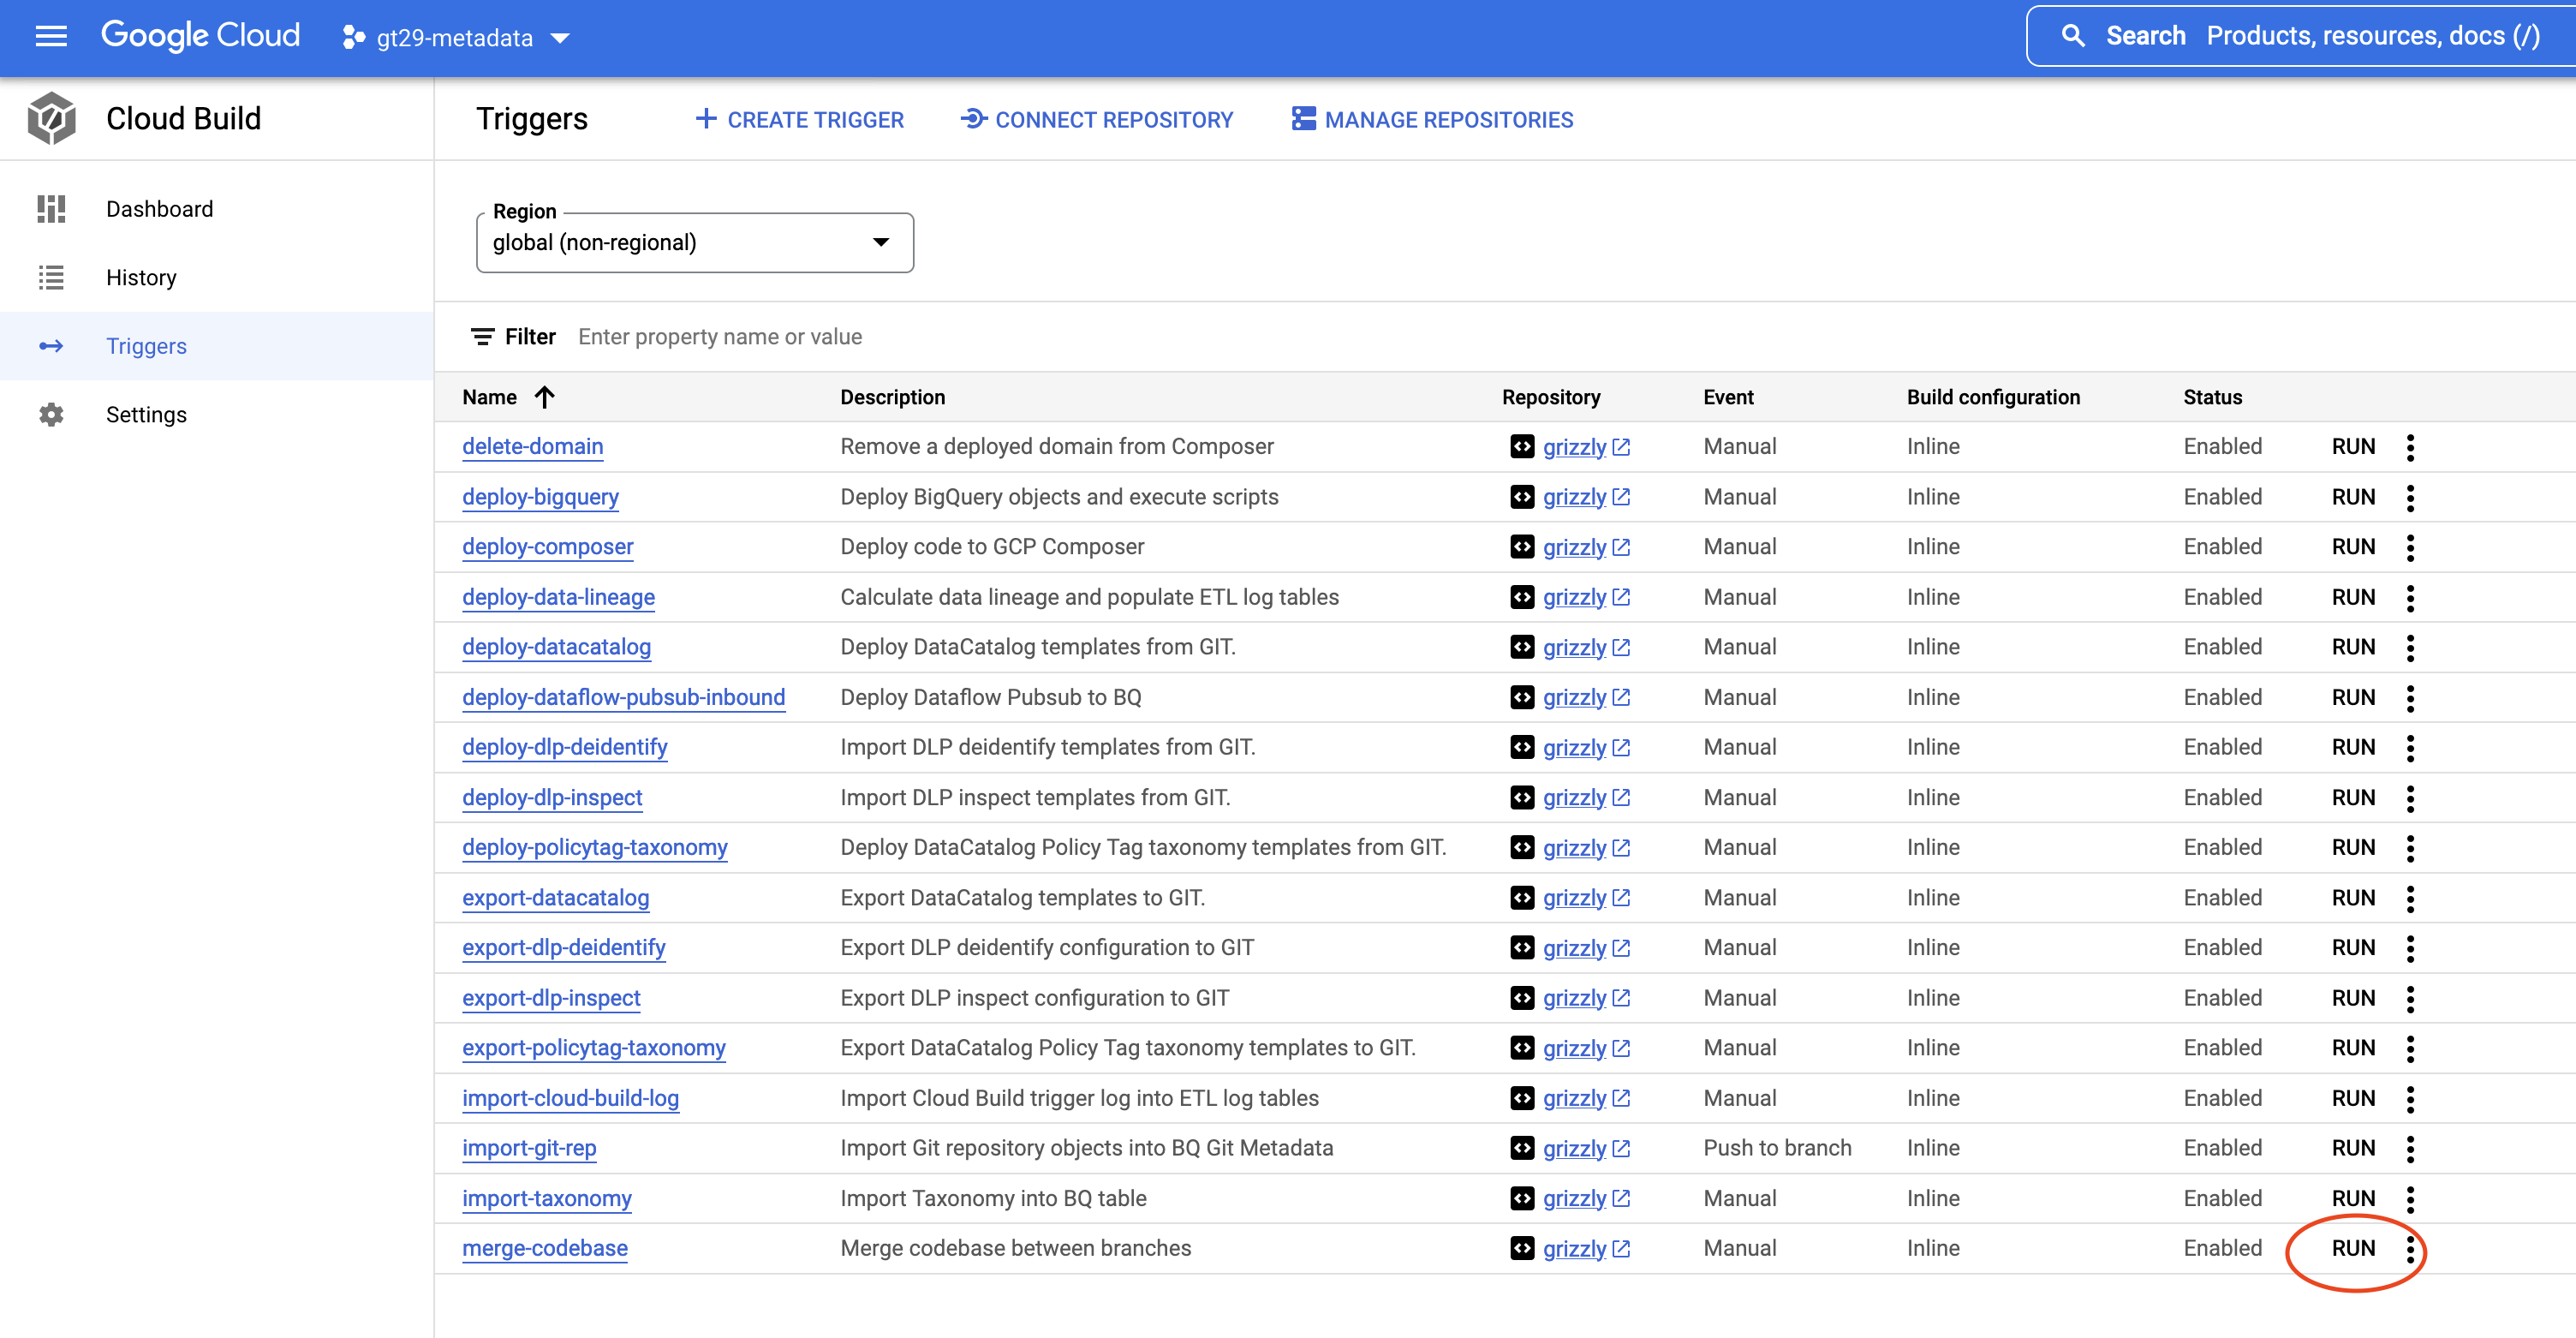 Google Cloud gt29-metadata Search Products, resources, docs (/)
Cloud Build
Dashboard
History
Triggers
Settings
Triggers CREATE TRIGGER CONNECT REPOSITORY MANAGE REPOSITORIES
Region
global (non-regional)
Filter Enter property name or value
Name Description Repository Event Build configuration Status
delete-domain Remove a deployed domain from Composer grizzly Manual Inline Enabled RUN
deploy-bigquery Deploy BigQuery objects and execute scripts grizzly Manual Inline Enabled RUN
deploy-composer Deploy code to GCP Composer grizzly Manual Inline Enabled RUN
deploy-data-lineage Calculate data lineage and populate ETL log tables grizzly Manual Inline Enabled RUN
deploy-datacatalog Deploy DataCatalog templates from GIT. grizzly Manual Inline Enabled RUN
deploy-dataflow-pubsub-inbound Deploy Dataflow Pubsub to BQ grizzly Manual Inline Enabled RUN
deploy-dlp-deidentify Import DLP deidentify templates from GIT. grizzly Manual Inline Enabled RUN
deploy-dlp-inspect Import DLP inspect templates from GIT. grizzly Manual Inline Enabled RUN
deploy-policytag-taxonomy Deploy DataCatalog Policy Tag taxonomy templates from GIT. grizzly Manual Inline Enabled RUN
export-datacatalog Export DataCatalog templates to GIT. grizzly Manual Inline Enabled RUN
export-dlp-deidentify Export DLP deidentify configuration to GIT grizzly Manual Inline Enabled RUN
export-dlp-inspect Export DLP inspect configuration to GIT grizzly Manual Inline Enabled RUN
export-policytag-taxonomy Export DataCatalog Policy Tag taxonomy templates to GIT. grizzly Manual Inline Enabled RUN
import-cloud-build-log Import Cloud Build trigger log into ETL log tables grizzly Manual Inline Enabled RUN
import-git-rep Import Git repository objects into BQ Git Metadata grizzly Push to branch Inline Enabled RUN
import-taxonomy Import Taxonomy into BQ table grizzly Manual Inline Enabled RUN
merge-codebase Merge codebase between branches grizzly Manual Inline Enabled RUN